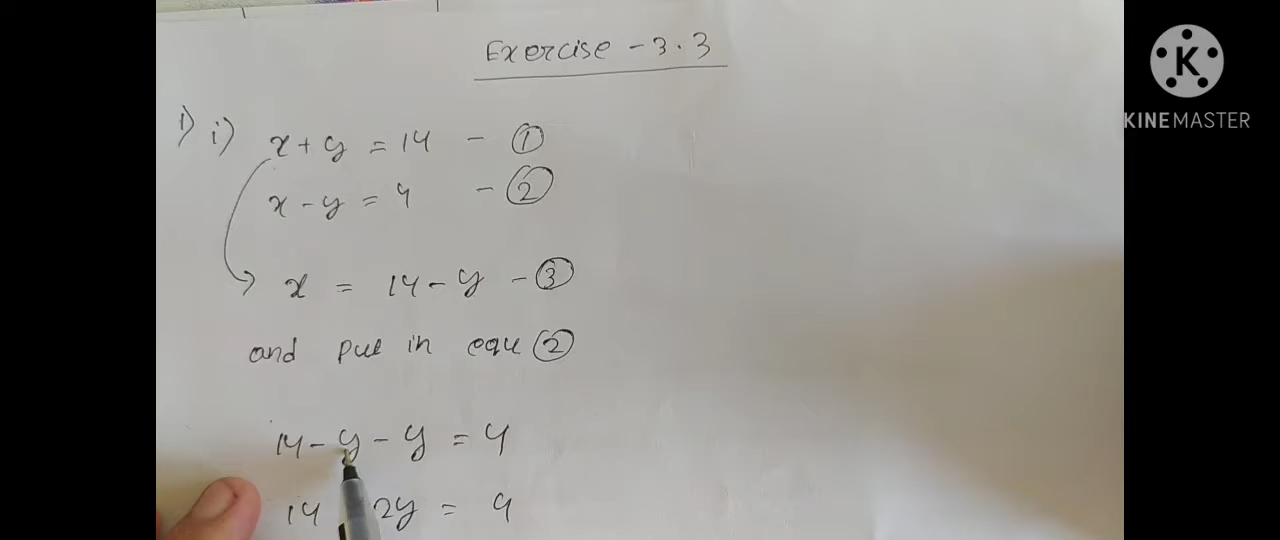 Exercise - 3.3
1) i) x + y = 14 - ①
x - y = 4 - ②
x = 14 - y - ③
and put in equ ②
14 - y - y = 4
14 2y = 4
K
KINEMASTER